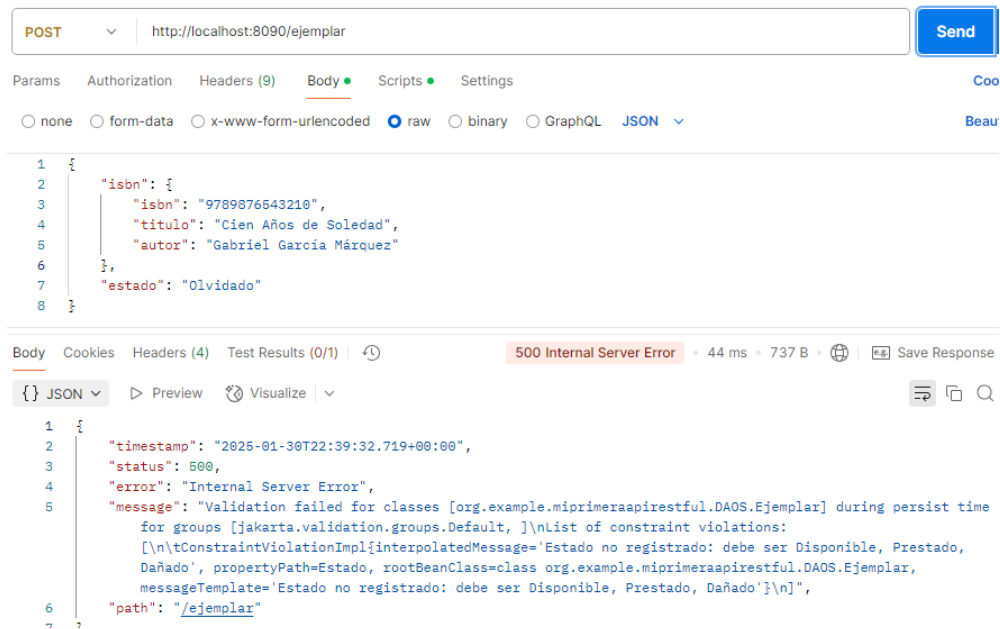 POST http://localhost:8090/ejemplar Send
Params Authorization Headers (9) Body Scripts Settings Coo
none form-data x-www-form-urlencoded raw binary GraphQL JSON Beau
1 {
2 "isbn": {
3 "isbn": "9789876543210",
4 "titulo": "Cien Años de Soledad",
5 "autor": "Gabriel García Márquez"
6 },
7 "estado": "Olvidado"
8 }
Body Cookies Headers (4) Test Results (0/1) 500 Internal Server Error 44 ms 737 B e.g. Save Response
{} JSON Preview Visualize
1 {
2 "timestamp": "2025-01-30T22:39:32.719+00:00",
3 "status": 500,
4 "error": "Internal Server Error",
5 "message": "Validation failed for classes [org.example.miprimeraapirestful.DAOS.Ejemplar] during persist time
for groups [jakarta.validation.groups.Default, ]\nList of constraint violations:
[\n\tConstraintViolationImpl{interpolatedMessage='Estado no registrado: debe ser Disponible, Prestado,
Dañado', propertyPath=Estado, rootBeanClass=class org.example.miprimeraapirestful.DAOS.Ejemplar,
messageTemplate='Estado no registrado: debe ser Disponible, Prestado, Dañado'}\n]",
6 "path": "/ejemplar"
7 }